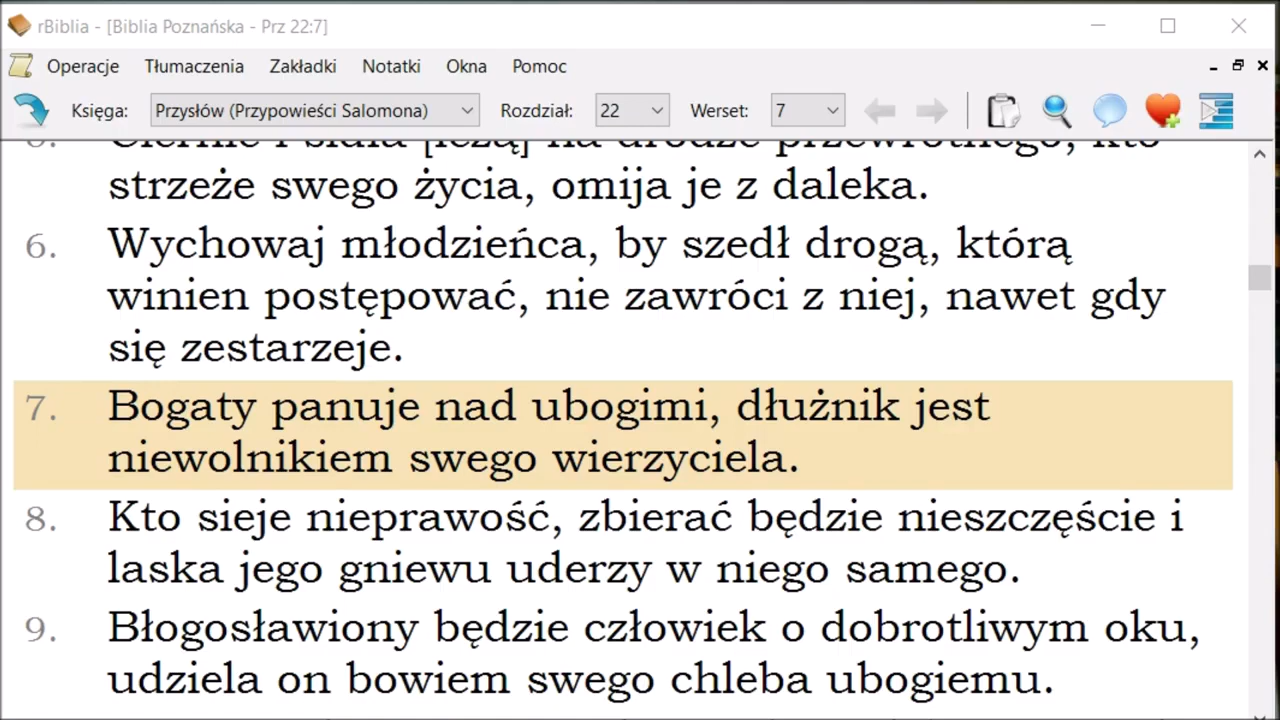 rBiblia - [Biblia Poznańska - Prz 22:7]
Operacje Tłumaczenia Zakładki Notatki Okna Pomoc
Księga: Przysłów (Przypowieści Salomona) Rozdział: 22 Werset: 7
na drodze przewrotnego, kto
strzeże swego życia, omija je z daleka.
6. Wychowaj młodzieńca, by szedł drogą, którą
winien postępować, nie zawróci z niej, nawet gdy
się zestarzeje.
7. Bogaty panuje nad ubogimi, dłużnik jest
niewolnikiem swego wierzyciela.
8. Kto sieje nieprawość, zbierać będzie nieszczęście i
laska jego gniewu uderzy w niego samego.
9. Błogosławiony będzie człowiek o dobrotliwym oku,
udziela on bowiem swego chleba ubogiemu.